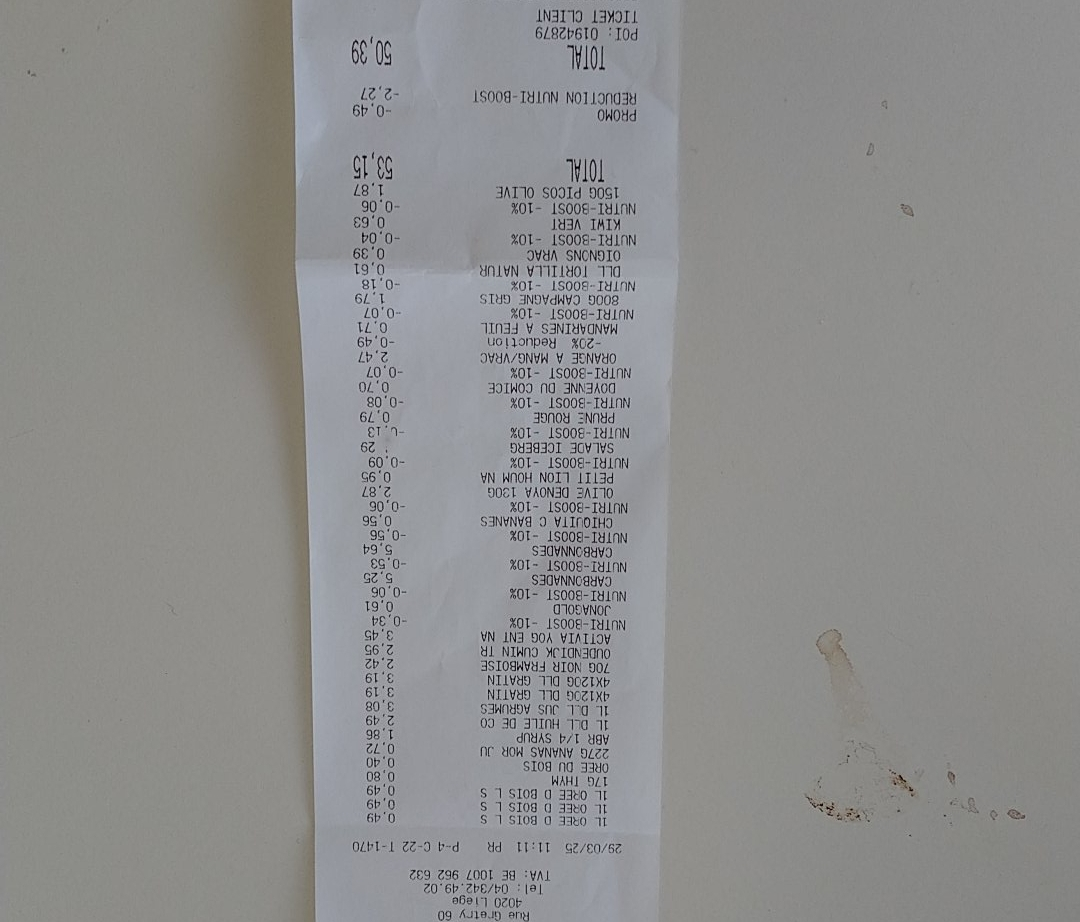 Rue Gretry 60
4020 Liege
Tel: 04/342.49.02
TVA: BE 1007 962 632
29/03/25 11:11 PR P-4 C-22 T-1470
1L OREE D BOIS L S 0,49
1L OREE D BOIS L S 0,49
1L OREE D BOIS L S 0,49
17G THYM 0,80
OREE DU BOIS 0,40
227G ANANAS MOR JU 0,72
ABR 1/4 SYRUP 1,86
1L DLL HUILE DE CO 2,49
1L DLL JUS AGRUMES 3,08
4X120G DLL GRATIN 3,19
4X120G DLL GRATIN 3,19
70G NOIR FRAMBOISE 2,42
OUDENDIJK CUMIN TR 2,95
ACTIVIA YOG ENT NA 3,45
NUTRI-BOOST -10% -0,34
JONAGOLD 0,61
NUTRI-BOOST -10% -0,06
CARBONNADES 5,25
NUTRI-BOOST -10% -0,53
CARBONNADES 5,64
NUTRI-BOOST -10% -0,56
CHIQUITA C BANANES 0,56
NUTRI-BOOST -10% -0,06
OLIVE DENOYA 130G 2,87
PETIT LION HOUM NA 0,95
NUTRI-BOOST -10% -0,09
SALADE ICEBERG 29
NUTRI-BOOST -10% -0,13
PRUNE ROUGE 0,79
NUTRI-BOOST -10% -0,08
DOYENNE DU COMICE 0,70
NUTRI-BOOST -10% -0,07
ORANGE A MANG/VRAC 2,47
-20% Reduction -0,49
MANDARINES A FEUIL 0,71
NUTRI-BOOST -10% -0,07
800G CAMPAGNE GRIS 1,79
NUTRI-BOOST -10% -0,18
DLL TORTILLA NATUR 0,61
OIGNONS VRAC 0,39
NUTRI-BOOST -10% -0,04
KIWI VERT 0,63
NUTRI-BOOST -10% -0,06
150G PICOS OLIVE 1,87
TOTAL 53,15
PROMO -0,49
REDUCTION NUTRI-BOOST -2,27
TOTAL 50,39
POI: 01942879
TICKET CLIENT